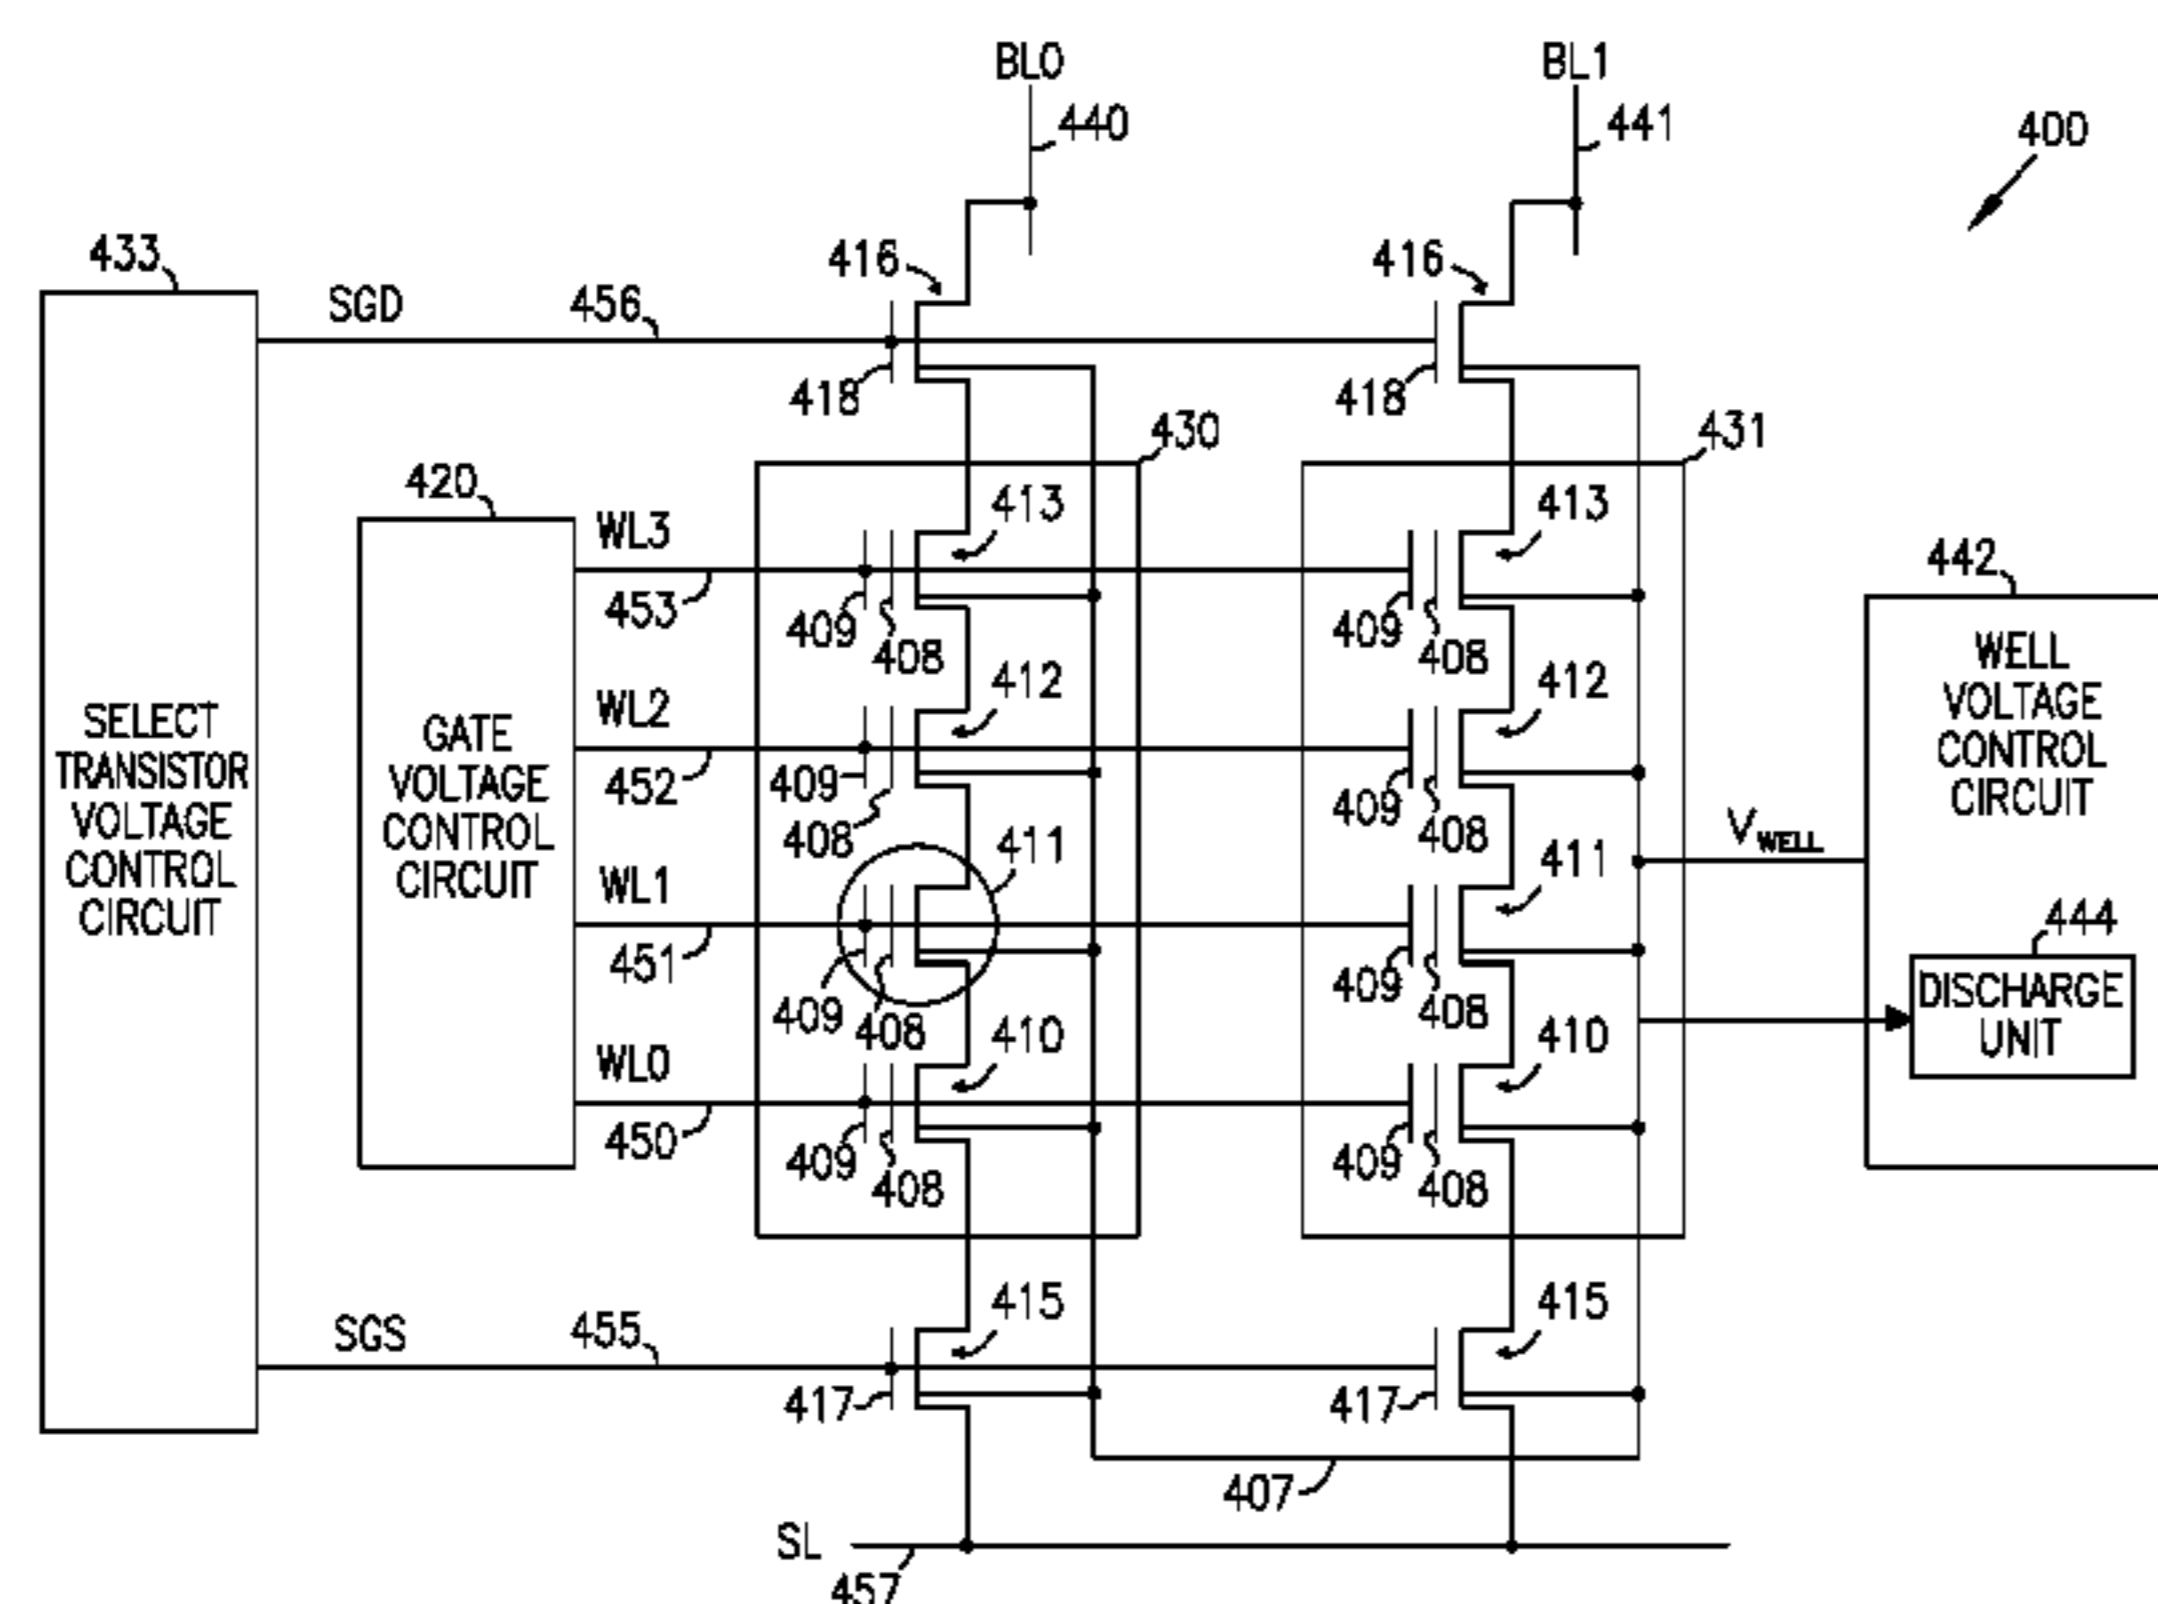 BL0
BL1
440
441
400
433
416
416
SGD
456
418
418
430
431
420
WL3
413
413
453
409
408
409
408
442
WELL
VOLTAGE
CONTROL
CIRCUIT
SELECT
TRANSISTOR
VOLTAGE
CONTROL
CIRCUIT
GATE
VOLTAGE
CONTROL
CIRCUIT
WL2
412
412
452
409
408
409
408
VWELL
WL1
411
411
451
409
408
409
408
444
DISCHARGE
UNIT
WL0
410
410
450
409
408
409
408
SGS
455
415
415
417
417
407
SL
457